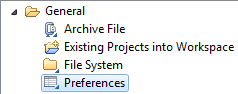 General
Archive File
Existing Projects into Workspace
File System
Preferences